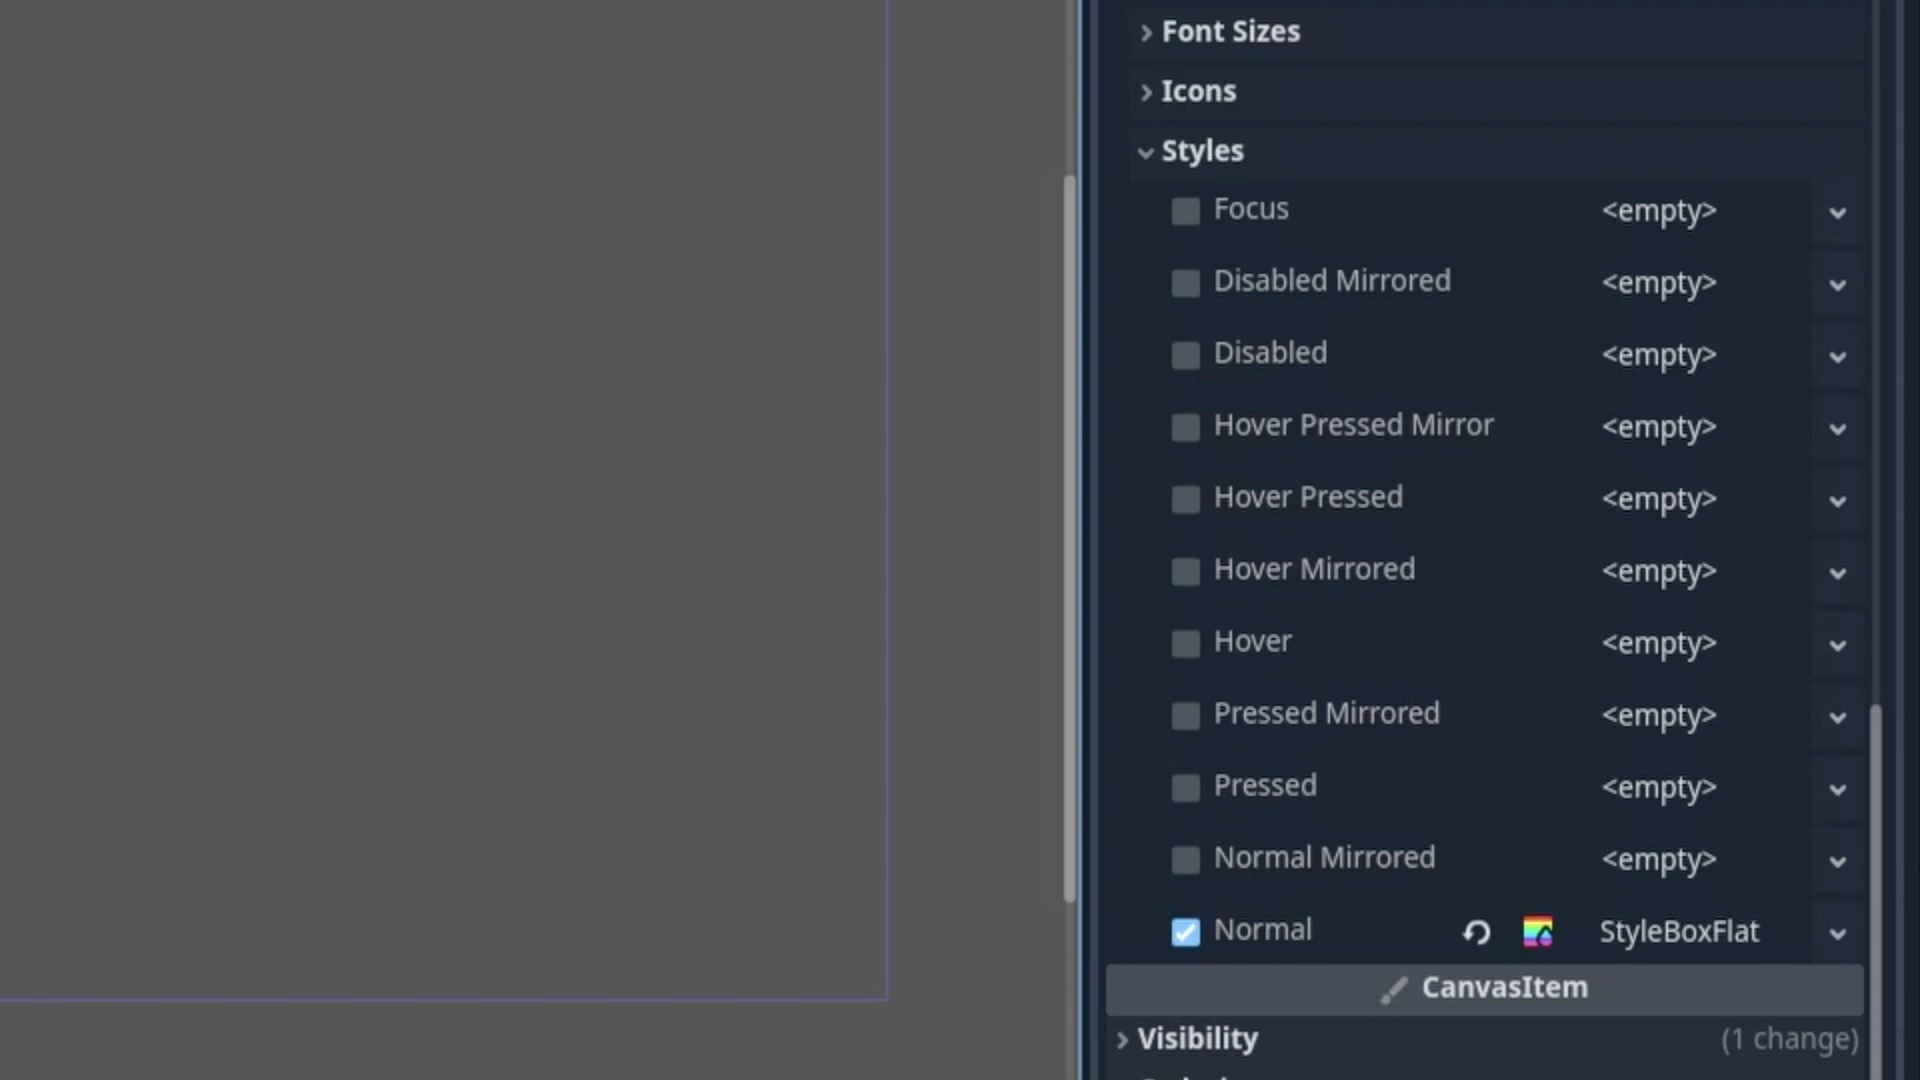 Font Sizes
Icons
Styles
Focus <empty>
Disabled Mirrored <empty>
Disabled <empty>
Hover Pressed Mirror <empty>
Hover Pressed <empty>
Hover Mirrored <empty>
Hover <empty>
Pressed Mirrored <empty>
Pressed <empty>
Normal Mirrored <empty>
Normal StyleBoxFlat
CanvasItem
Visibility (1 change)